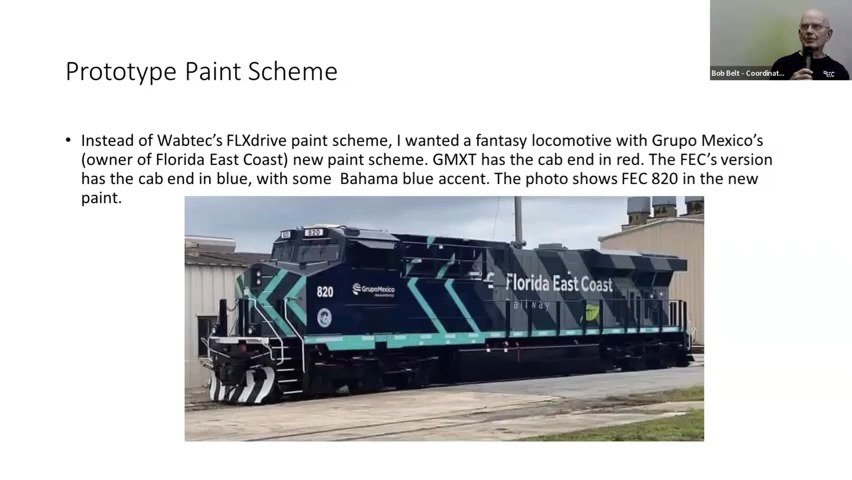 Bob Belt - Coordinat...
FEC
Prototype Paint Scheme
• Instead of Wabtec's FLXdrive paint scheme, I wanted a fantasy locomotive with Grupo Mexico's
(owner of Florida East Coast) new paint scheme. GMXT has the cab end in red. The FEC's version
has the cab end in blue, with some Bahama blue accent. The photo shows FEC 820 in the new
paint.
820
820
GrupoMexico
Florida East Coast
Railway